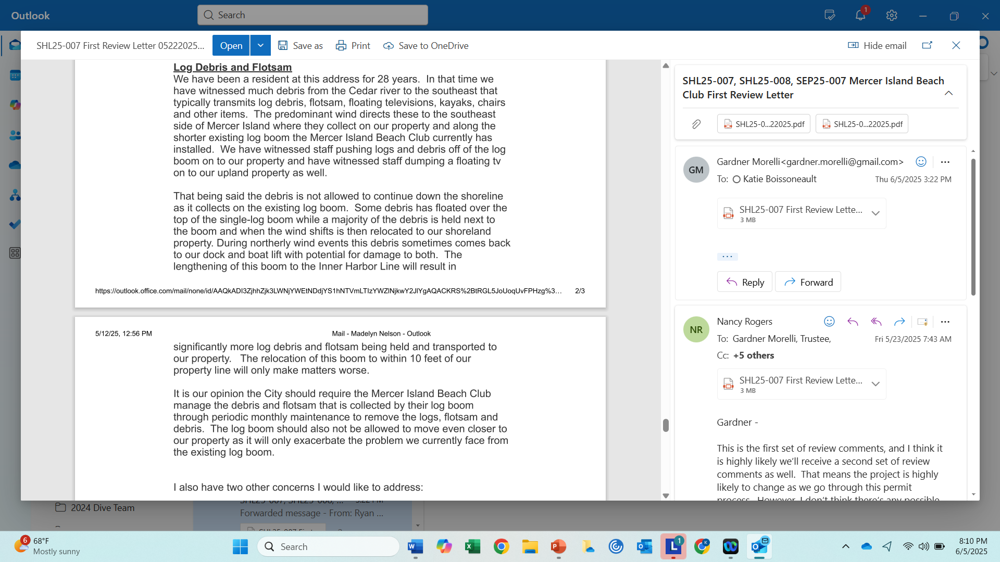 Outlook
Search
1
SHL25-007 First Review Letter 05222025...
Open
Save as
Print
Save to OneDrive
Hide email
Log Debris and Flotsam
We have been a resident at this address for 28 years.  In that time we
have witnessed much debris from the Cedar river to the southeast that
typically transmits log debris, flotsam, floating televisions, kayaks, chairs
and other items.  The predominant wind directs these to the southeast
side of Mercer Island where they collect on our property and along the
shorter existing log boom the Mercer Island Beach Club currently has
installed.  We have witnessed staff pushing logs and debris off of the log
boom on to our property and have witnessed staff dumping a floating tv
on to our upland property as well.
That being said the debris is not allowed to continue down the shoreline
as it collects on the existing log boom.  Some debris has floated over the
top of the single-log boom while a majority of the debris is held next to
the boom and when the wind shifts is then relocated to our shoreland
property. During northerly wind events this debris sometimes comes back
to our dock and boat lift with potential for damage to both.  The
lengthening of this boom to the Inner Harbor Line will result in
2/3
5/12/25, 12:56 PM
Mail - Madelyn Nelson - Outlook
significantly more log debris and flotsam being held and transported to
our property.   The relocation of this boom to within 10 feet of our
property line will only make matters worse.
It is our opinion the City should require the Mercer Island Beach Club
manage the debris and flotsam that is collected by their log boom
through periodic monthly maintenance to remove the logs, flotsam and
debris.  The log boom should also not be allowed to move even closer to
our property as it will only exacerbate the problem we currently face from
the existing log boom.
I also have two other concerns I would like to address:
SHL25-007, SHL25-008, SEP25-007 Mercer Island Beach
Club First Review Letter
SHL25-0...22025.pdf
SHL25-0...22025.pdf
GM
Gardner Morelli<gardner.morelli@gmail.com>
To: Katie Boissoneault
Thu 6/5/2025 3:22 PM
SHL25-007 First Review Lette...
3 MB
...
Reply
Forward
NR
Nancy Rogers
To: Gardner Morelli, Trustee,
Fri 5/23/2025 7:43 AM
Cc: +5 others
SHL25-007 First Review Lette...
3 MB
Gardner -
This is the first set of review comments, and I think it
is highly likely we'll receive a second set of review
comments as well.  That means the project is highly
likely to change as we go through this permit
process.  However, I don't think there's any possible
2024 Dive Team
Forwarded message - From: Ryan ...
6
68°F
Mostly sunny
Search
1
8:10 PM
6/5/2025